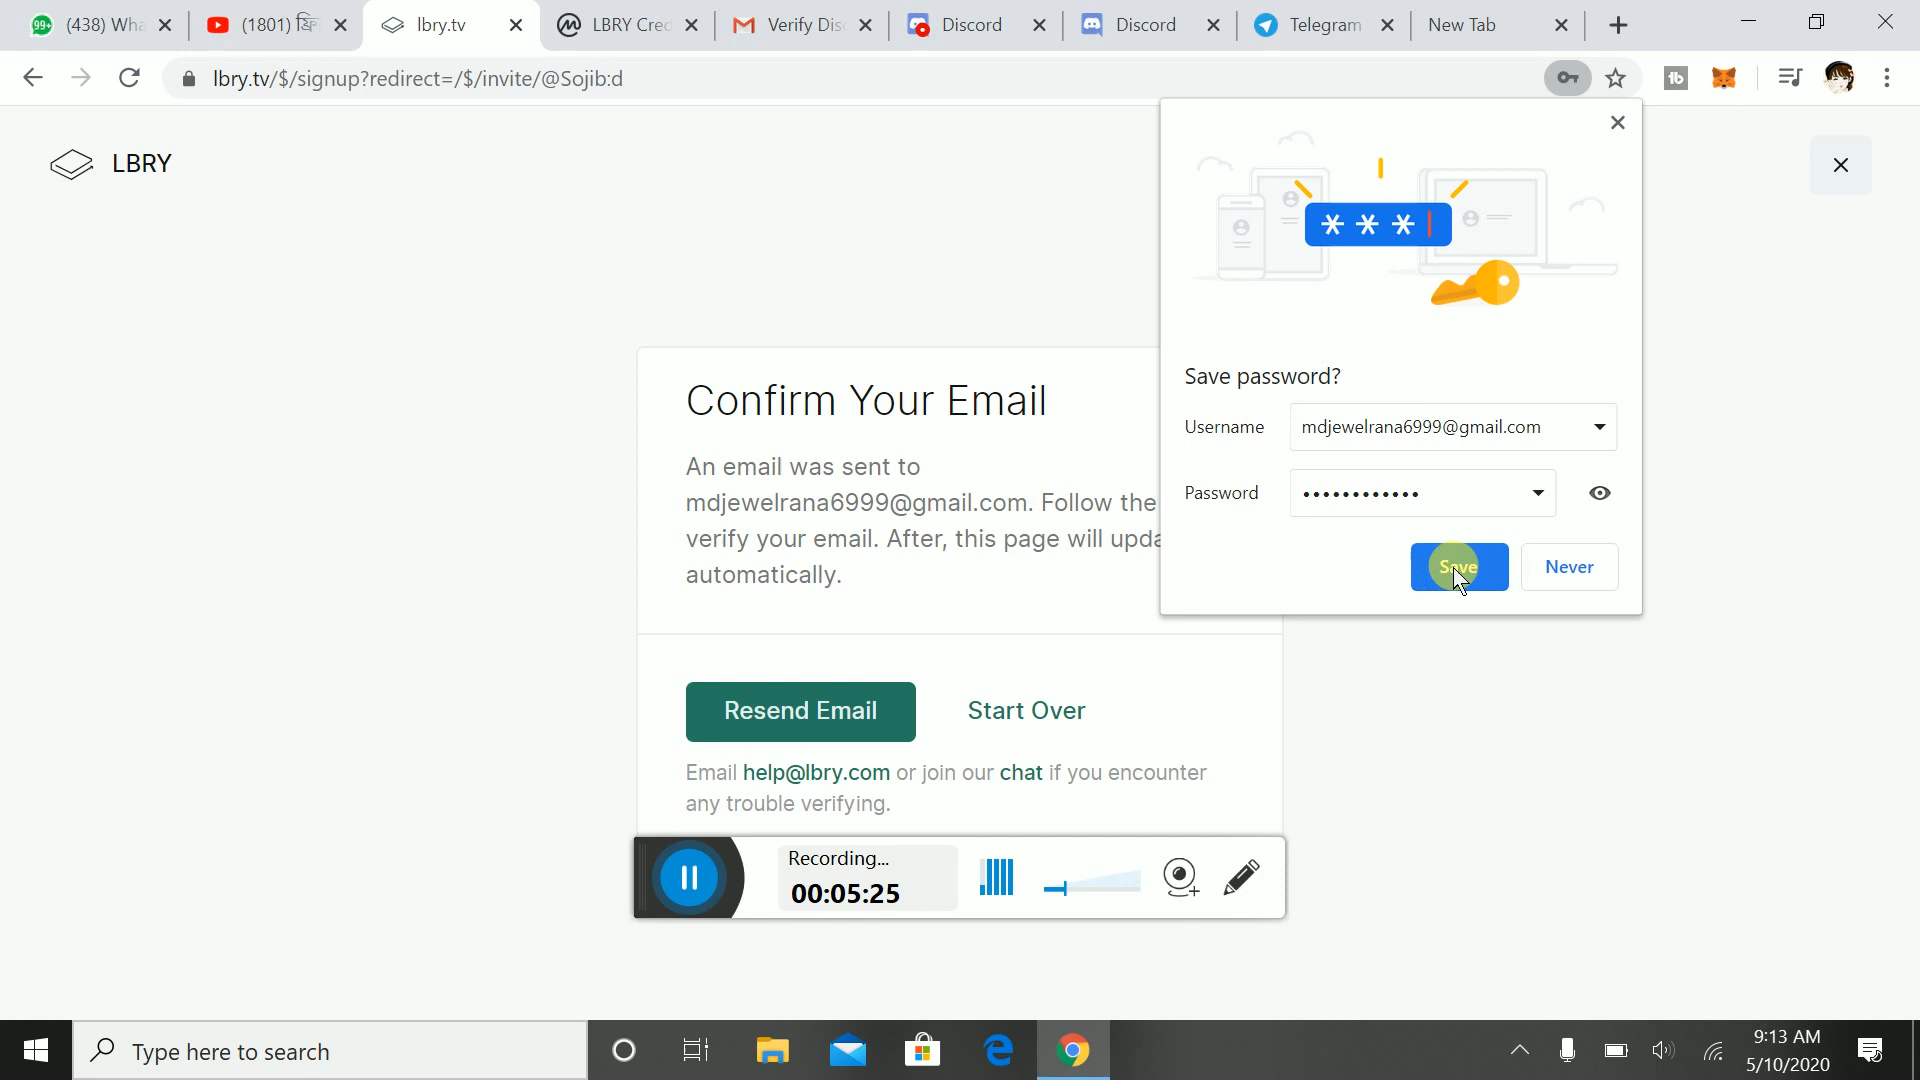 99+ (438) Wha
(1801)
lbry.tv
LBRY Cred
Verify Disc
Discord
Discord
Telegram
New Tab
lbry.tv/$/signup?redirect=/$/invite/@Sojib:d
LBRY
* * *
Save password?
Username mdjewelrana6999@gmail.com
Password ••••••••••••
Save Never
Confirm Your Email
An email was sent to
mdjewelrana6999@gmail.com. Follow the
verify your email. After, this page will upda
automatically.
Resend Email Start Over
Email help@lbry.com or join our chat if you encounter
any trouble verifying.
Recording...
00:05:25
Type here to search
9:13 AM
5/10/2020